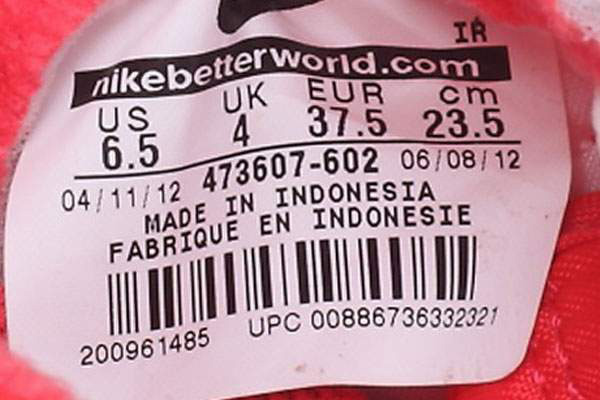 IR
nikebetterworld.com
US UK EUR cm
6.5 4 37.5 23.5
04/11/12 473607-602 06/08/12
MADE IN INDONESIA
FABRIQUE EN INDONESIE
200961485 UPC 00886736332321